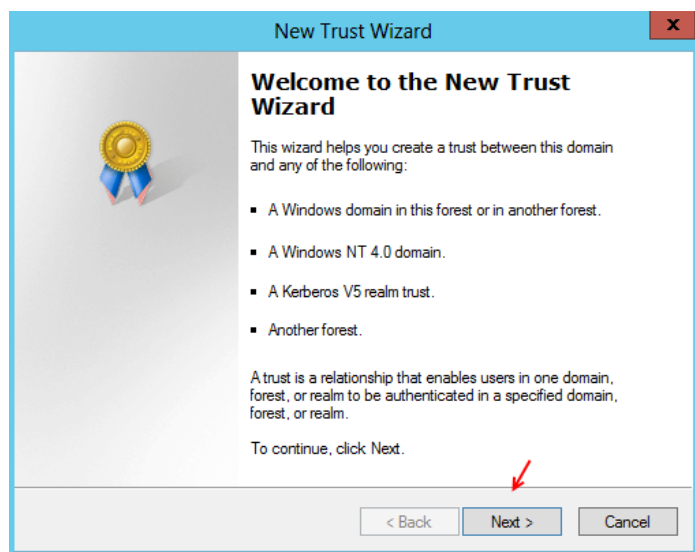 New Trust Wizard
x
Welcome to the New Trust
Wizard
This wizard helps you create a trust between this domain
and any of the following:
▪ A Windows domain in this forest or in another forest.
▪ A Windows NT 4.0 domain.
▪ A Kerberos V5 realm trust.
▪ Another forest.
A trust is a relationship that enables users in one domain,
forest, or realm to be authenticated in a specified domain,
forest, or realm.
To continue, click Next.
< Back Next > Cancel